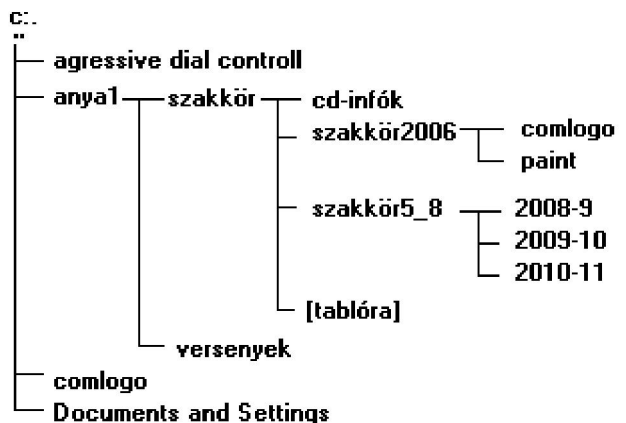 c:.
..
agressive dial controll
anya1 szakkör cd-infók
szakkör2006 comlogo
paint
szakkör5_8 2008-9
2009-10
2010-11
[tablóra]
versenyek
comlogo
Documents and Settings